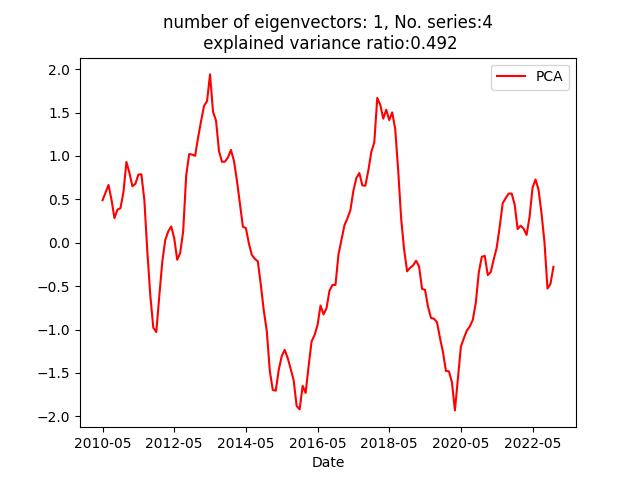 number of eigenvectors: 1, No. series:4
explained variance ratio:0.492
PCA
2.0
1.5
1.0
0.5
0.0
−0.5
−1.0
−1.5
−2.0
2010-05 2012-05 2014-05 2016-05 2018-05 2020-05 2022-05
Date